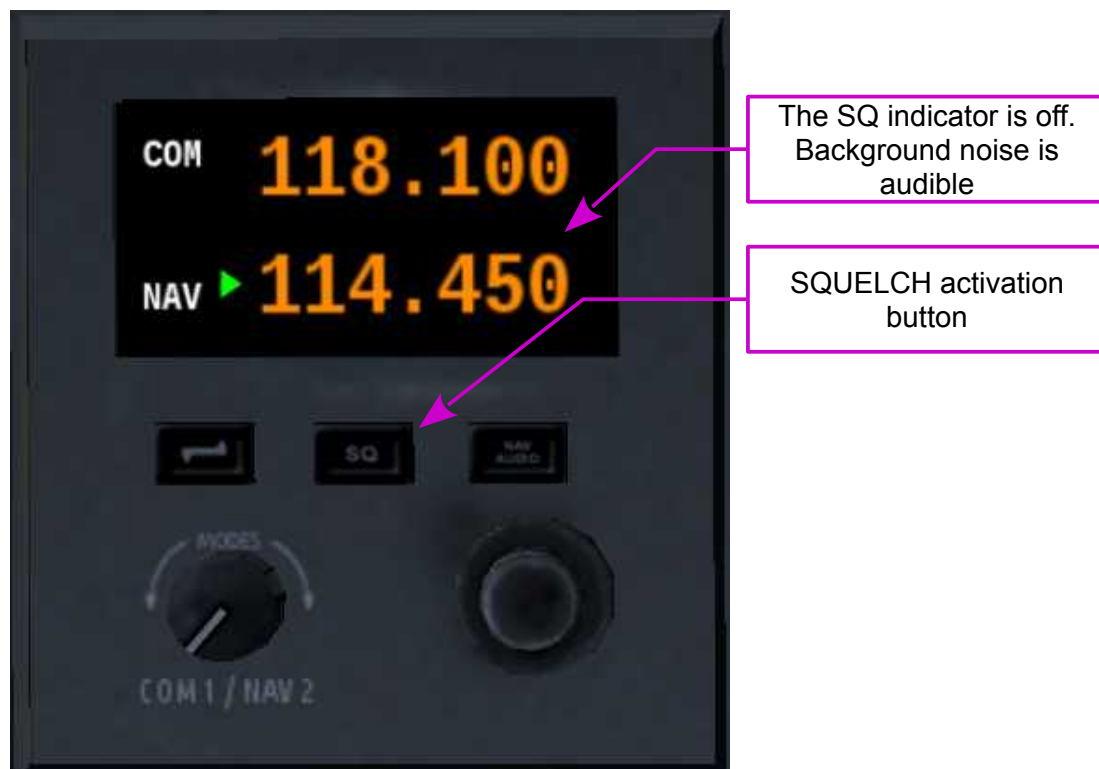 COM 118.100
NAV 114.450
The SQ indicator is off.
Background noise is
audible
SQUELCH activation
button
SQ
NAV
AUDIO
MODES
COM 1 / NAV 2